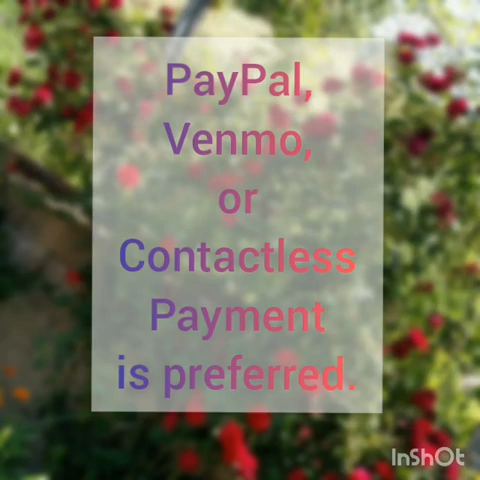 PayPal,
Venmo,
or
Contactless
Payment
is preferred.
InShOt